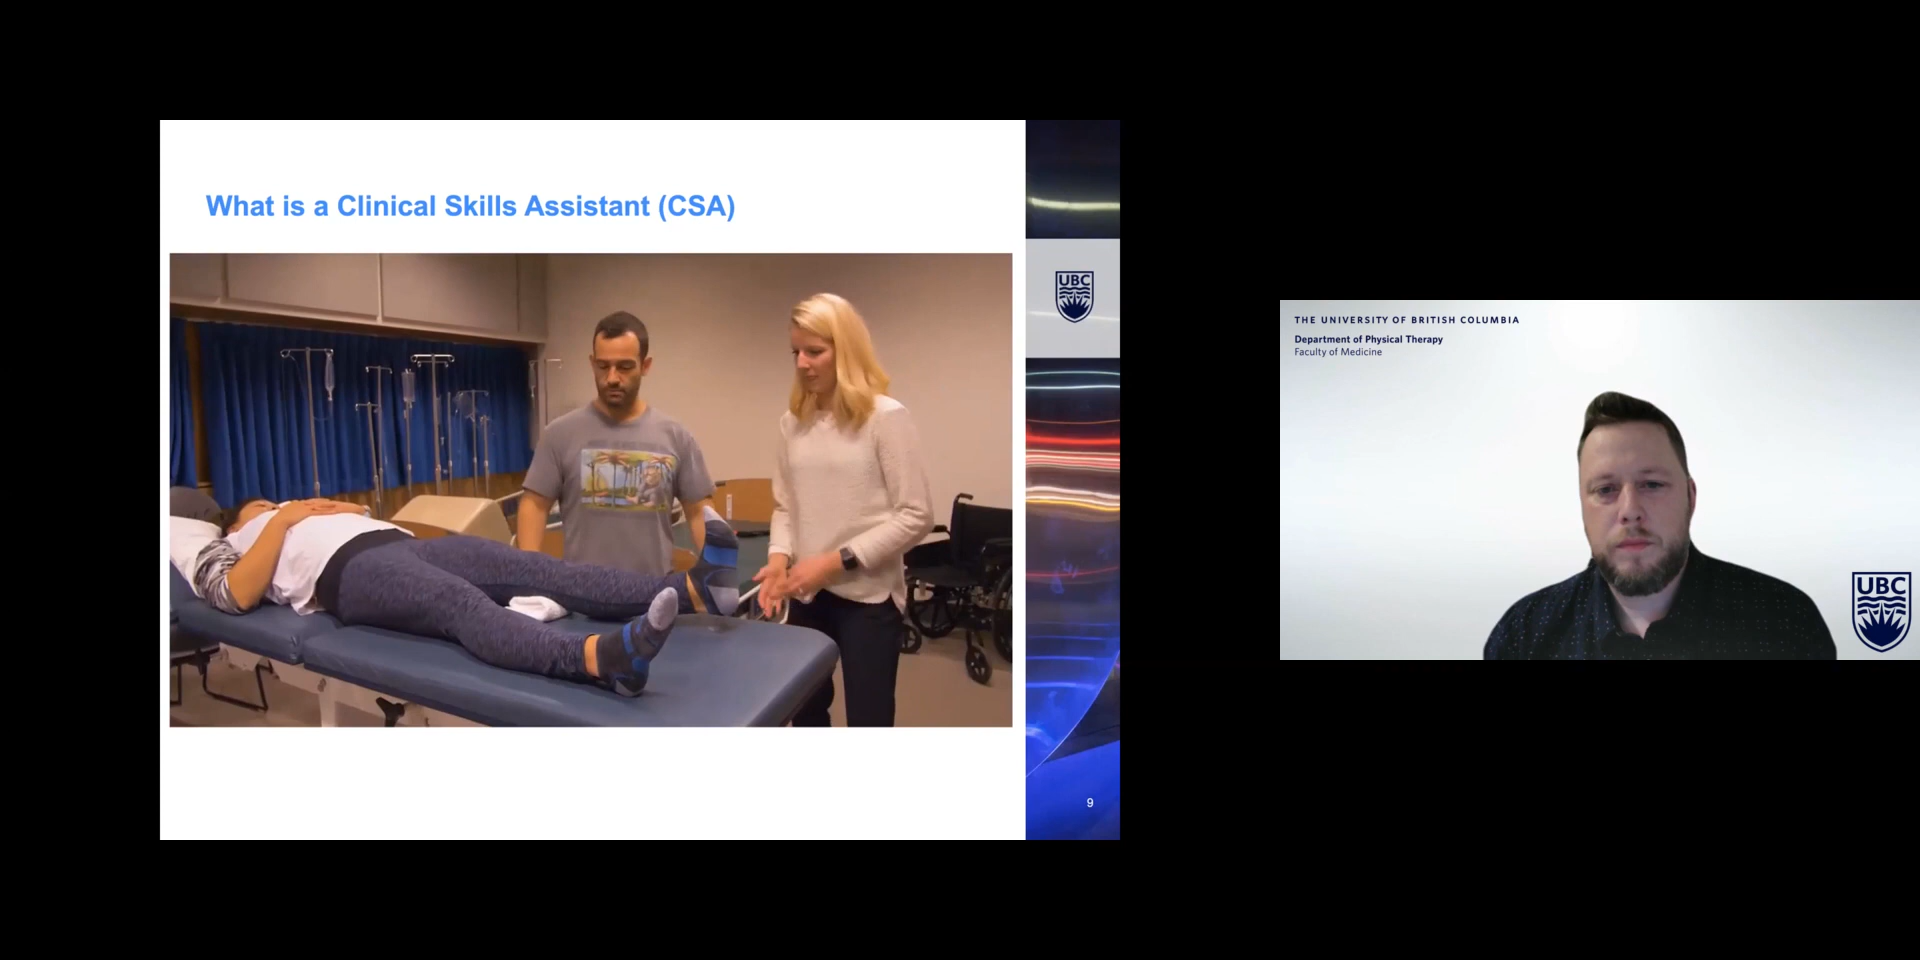 What is a Clinical Skills Assistant (CSA)
UBC
9
THE UNIVERSITY OF BRITISH COLUMBIA
Department of Physical Therapy
Faculty of Medicine
UBC